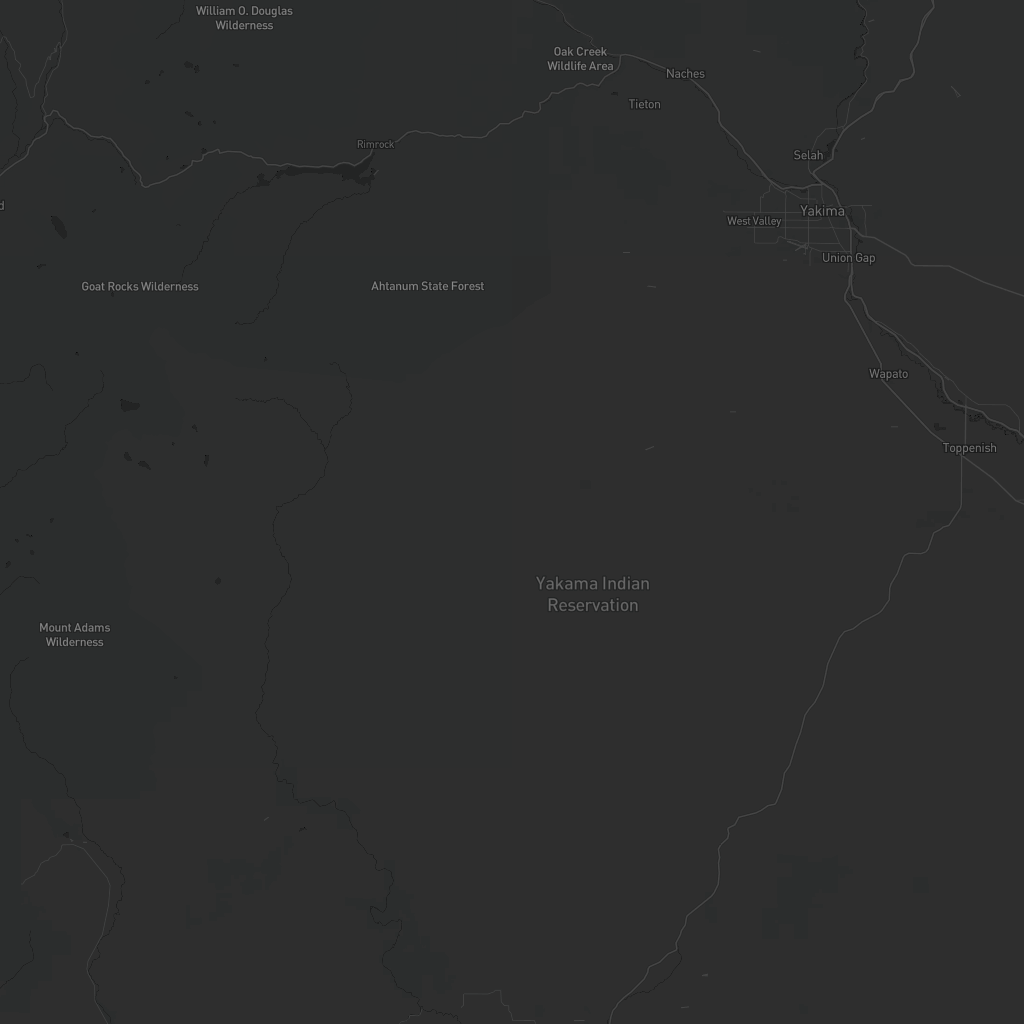 William O. Douglas
Wilderness
Oak Creek
Wildlife Area
Naches
Tieton
Rimrock
Selah
d
Yakima
West Valley
Union Gap
Goat Rocks Wilderness
Ahtanum State Forest
Wapato
Toppenish
Yakama Indian
Reservation
Mount Adams
Wilderness